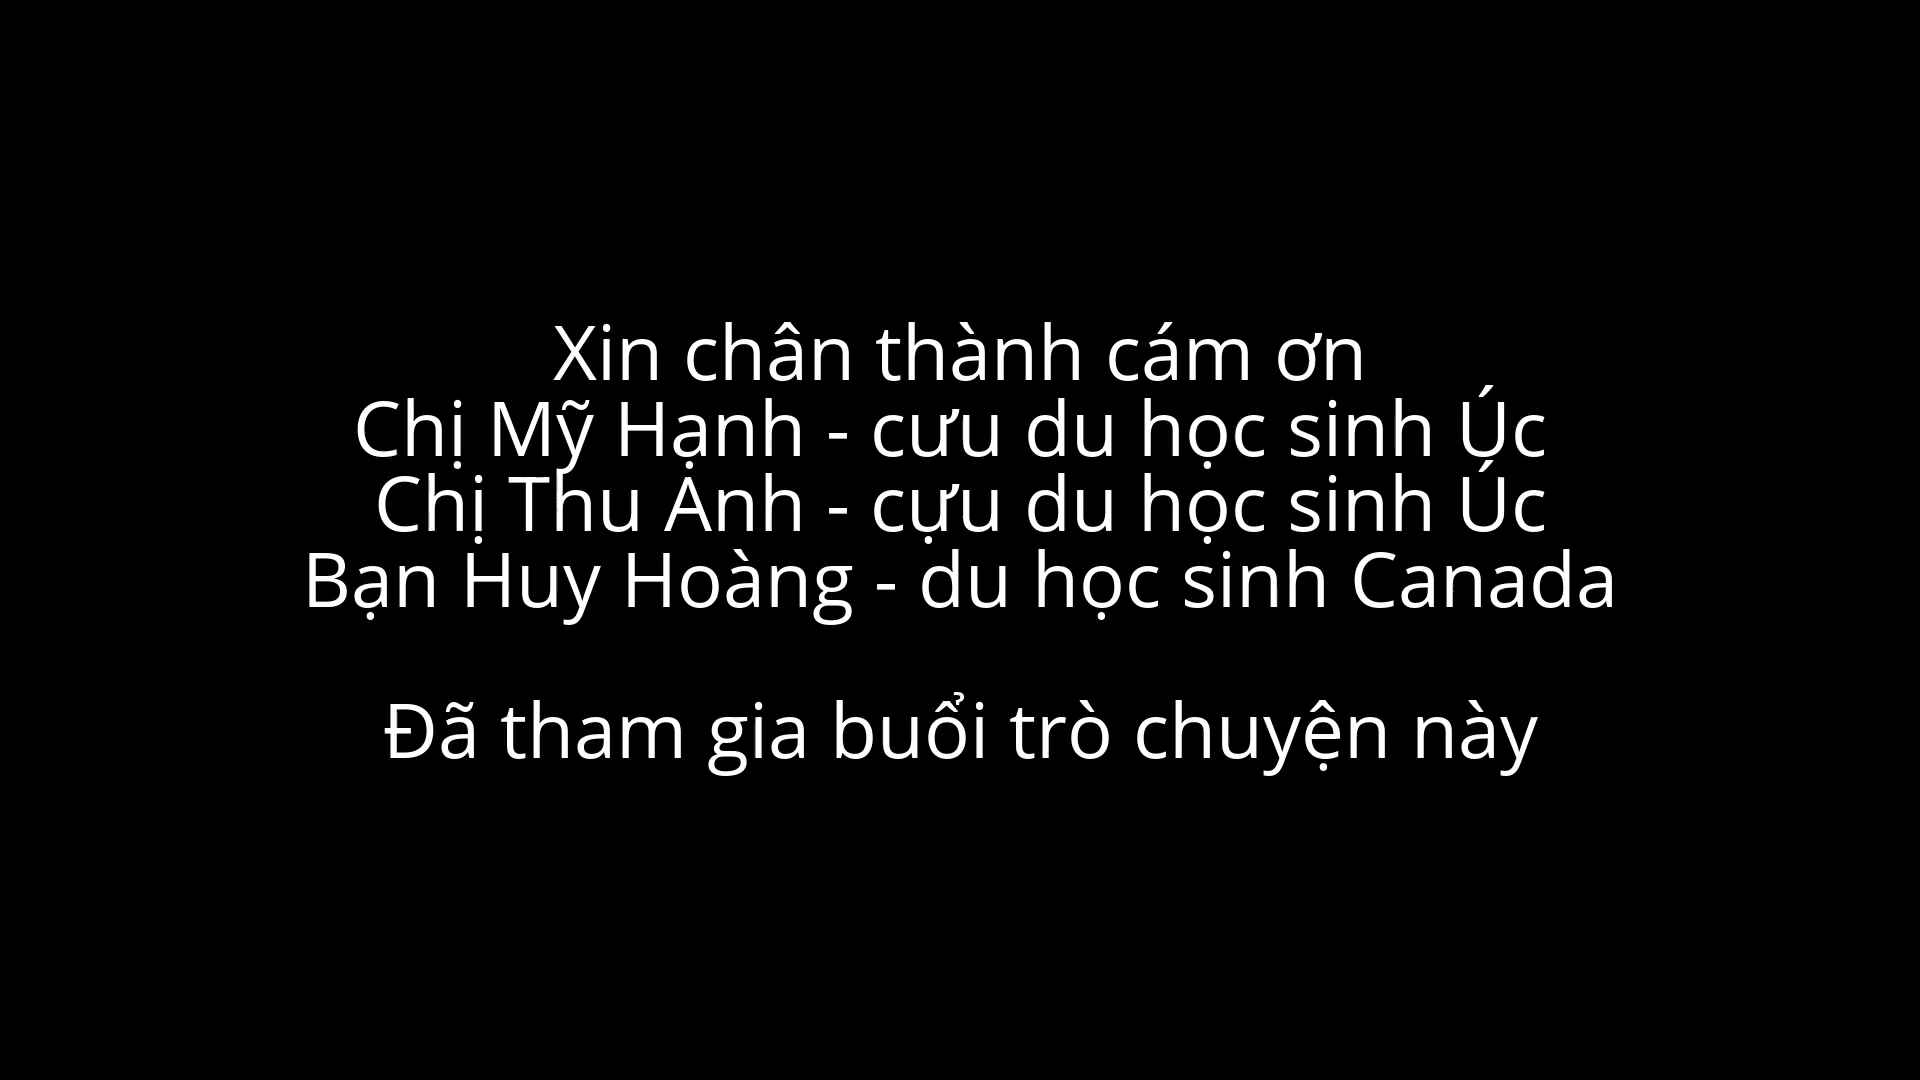 Xin chân thành cám ơn
Chị Mỹ Hạnh - cưu du học sinh Úc
Chị Thu Anh - cựu du học sinh Úc
Bạn Huy Hoàng - du học sinh Canada
Đã tham gia buổi trò chuyện này